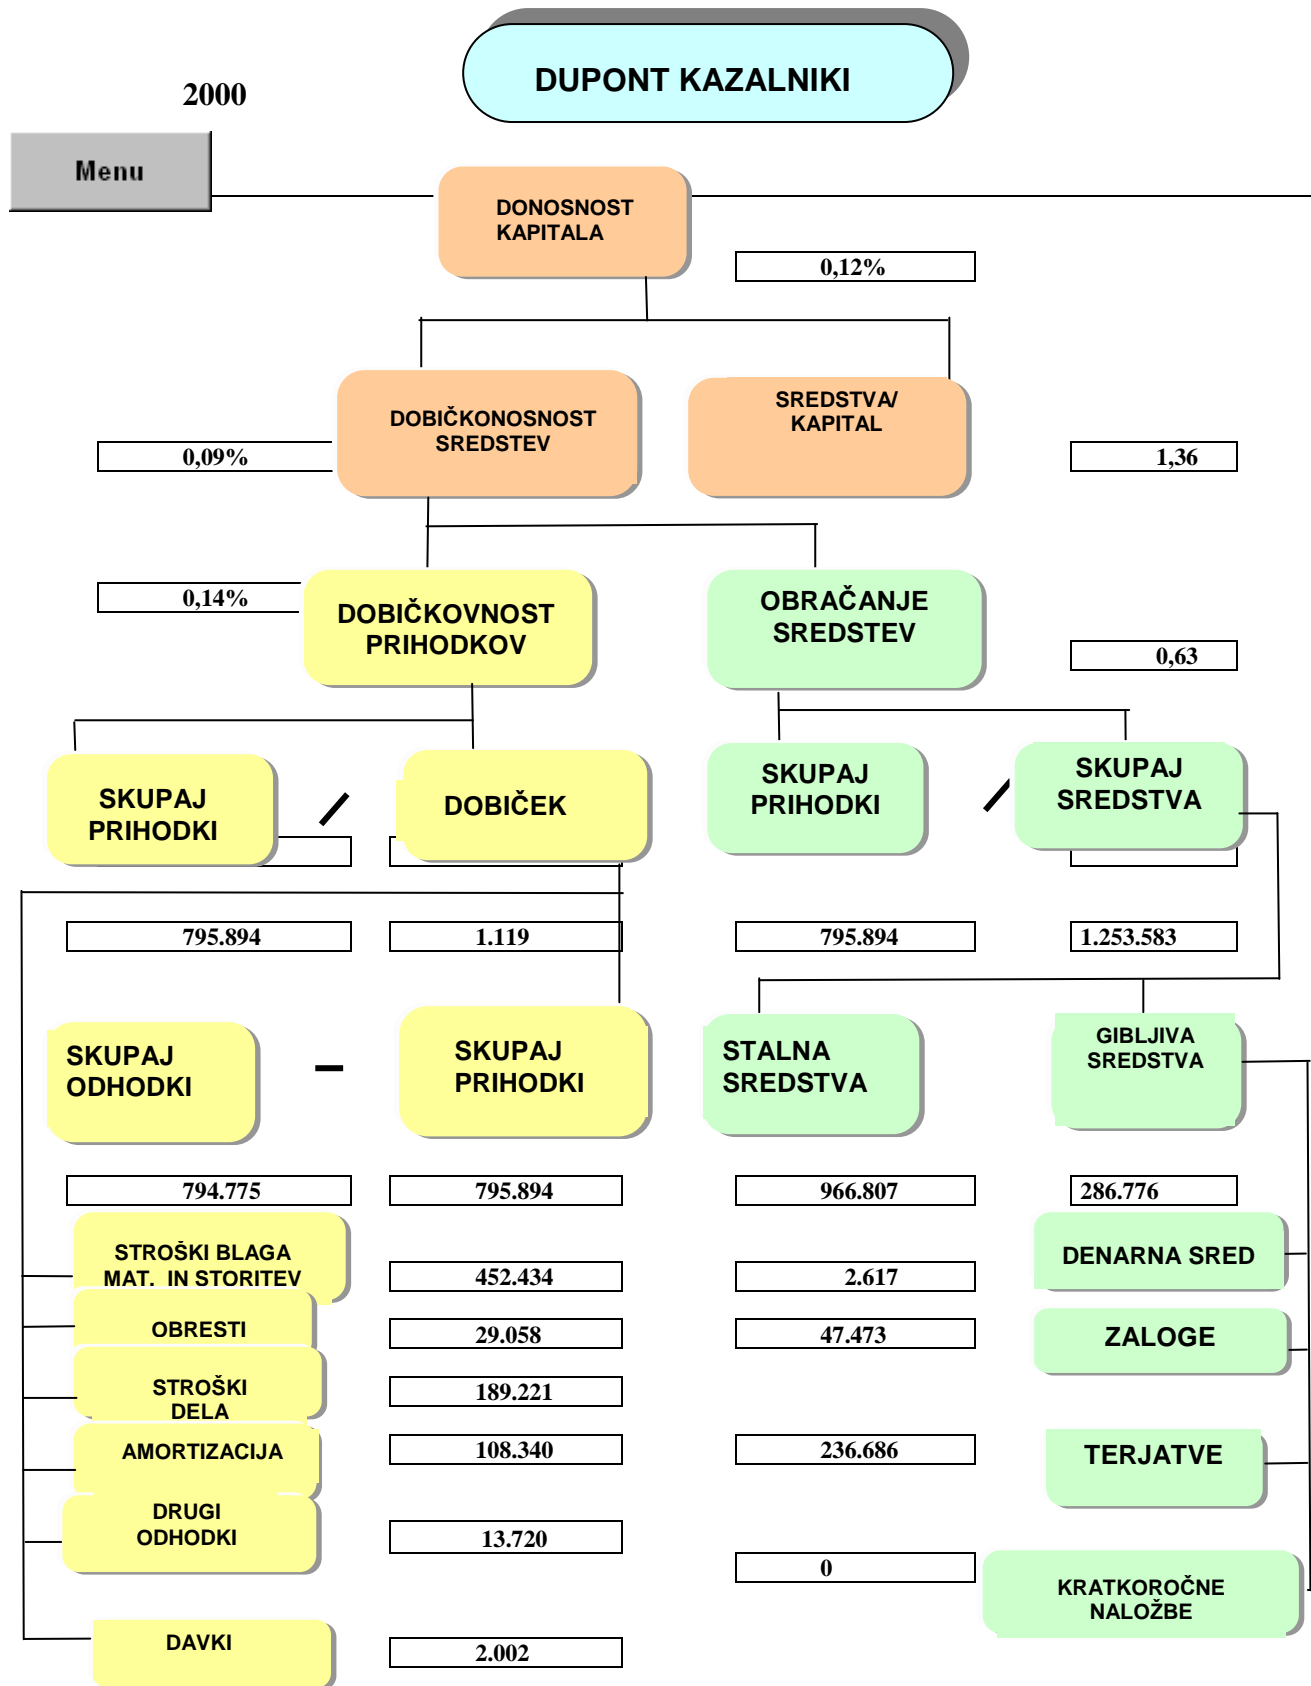 DUPONT KAZALNIKI
2000
Menu
DONOSNOST
KAPITALA
0,12%
DOBIČKONOSNOST
SREDSTEV
SREDSTVA/
KAPITAL
0,09%
1,36
0,14%
DOBIČKOVNOST
PRIHODKOV
OBRAČANJE
SREDSTEV
0,63
SKUPAJ
PRIHODKI
/
DOBIČEK
SKUPAJ
PRIHODKI
/
SKUPAJ
SREDSTVA
795.894
1.119
795.894
1.253.583
SKUPAJ
ODHODKI
–
SKUPAJ
PRIHODKI
STALNA
SREDSTVA
GIBLJIVA
SREDSTVA
794.775
795.894
966.807
286.776
STROŠKI BLAGA
MAT. IN STORITEV
452.434
2.617
DENARNA SRED
OBRESTI
29.058
47.473
ZALOGE
STROŠKI
DELA
189.221
AMORTIZACIJA
108.340
236.686
TERJATVE
DRUGI
ODHODKI
13.720
0
KRATKOROČNE
NALOŽBE
DAVKI
2.002